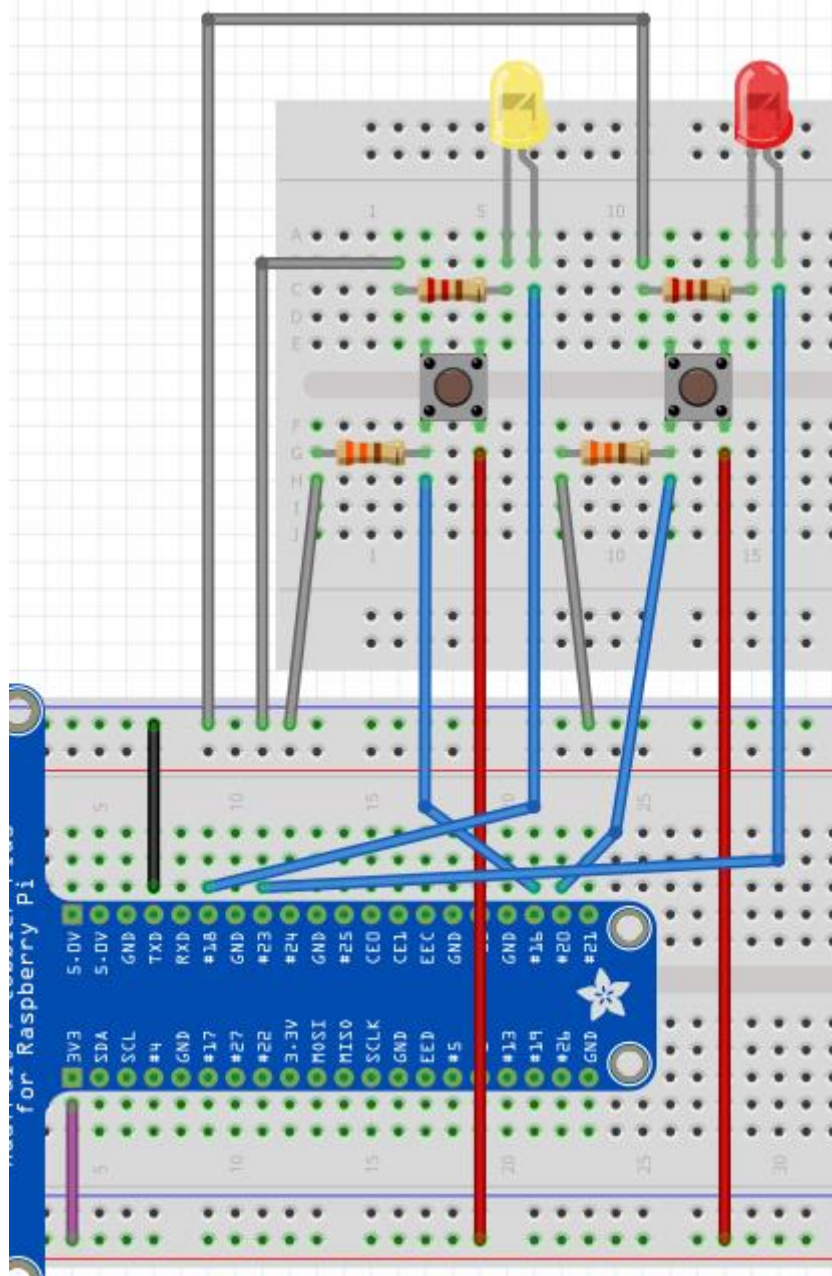 1 5 10 15
A
C
D
E
F
G
H
I
J
1 10 15
5 10 15 20 25
5.0V
5.0V
GND
TXD
RXD
#18
GND
#23
#24
GND
#25
CE0
CE1
EEC
GND
GND
#16
#20
#21
3V3
SDA
SCL
#4
GND
#17
#27
#22
3.3V
MOSI
MISO
SCLK
GND
EED
#5
#13
#19
#26
GND
for Raspberry Pi
5 10 15 20 25 30